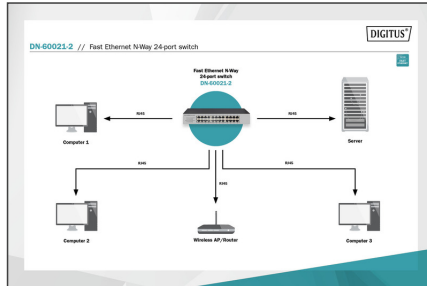 DIGITUS®
DN-60021-2 // Fast Ethernet N-Way 24-port switch
Fast Ethernet N-Way
24-port switch
DN-60021-2
RJ45
RJ45
Computer 1
Server
RJ45
RJ45
RJ45
Computer 2
Wireless AP/Router
Computer 3